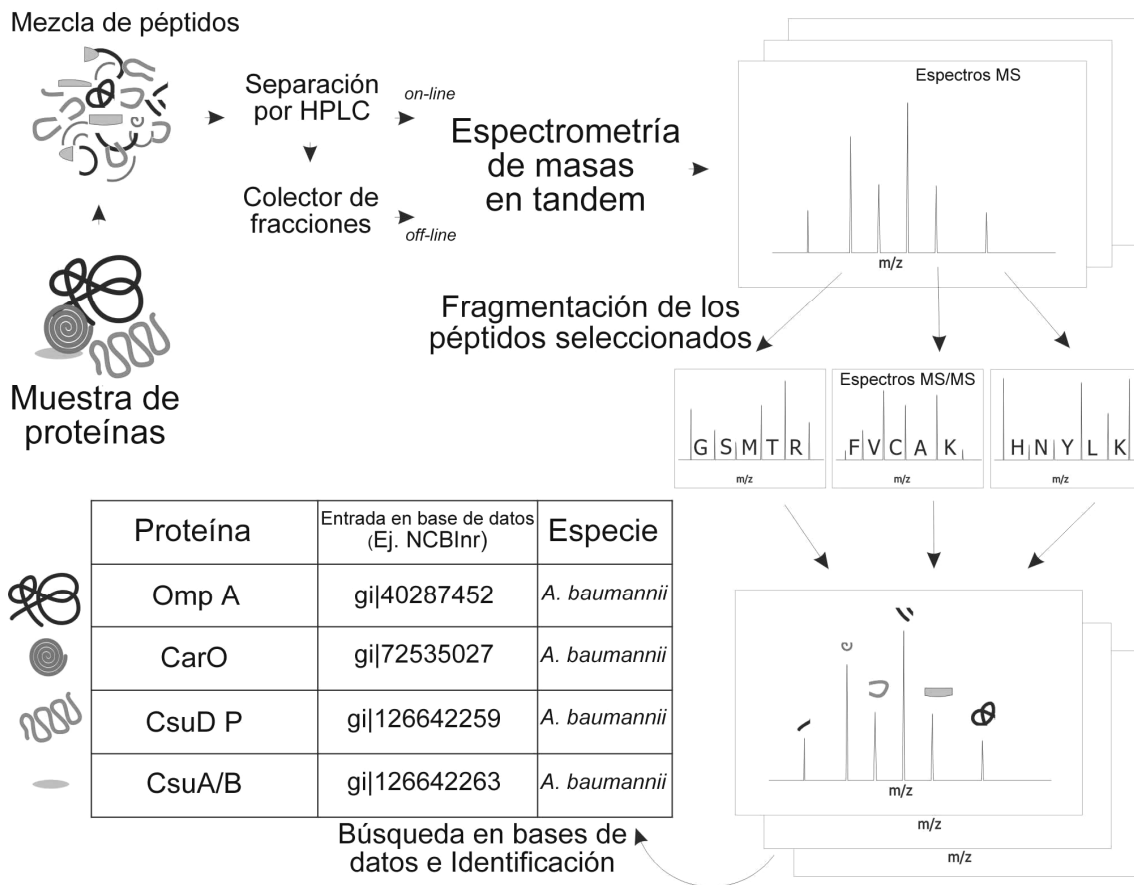 Mezcla de péptidos
Separación
por HPLC
on-line
Colector de
fracciones
off-line
Espectrometría
de masas
en tandem
Espectros MS
m/z
Muestra de
proteínas
Fragmentación de los
péptidos seleccionados
G S M T R
m/z
Espectros MS/MS
F V C A K
m/z
H N Y L K
m/z
Proteína
Entrada en base de datos
(Ej. NCBInr)
Especie
Omp A
gi|40287452
A. baumannii
CarO
gi|72535027
A. baumannii
CsuD P
gi|126642259
A. baumannii
CsuA/B
gi|126642263
A. baumannii
m/z
m/z
m/z
Búsqueda en bases de
datos e Identificación